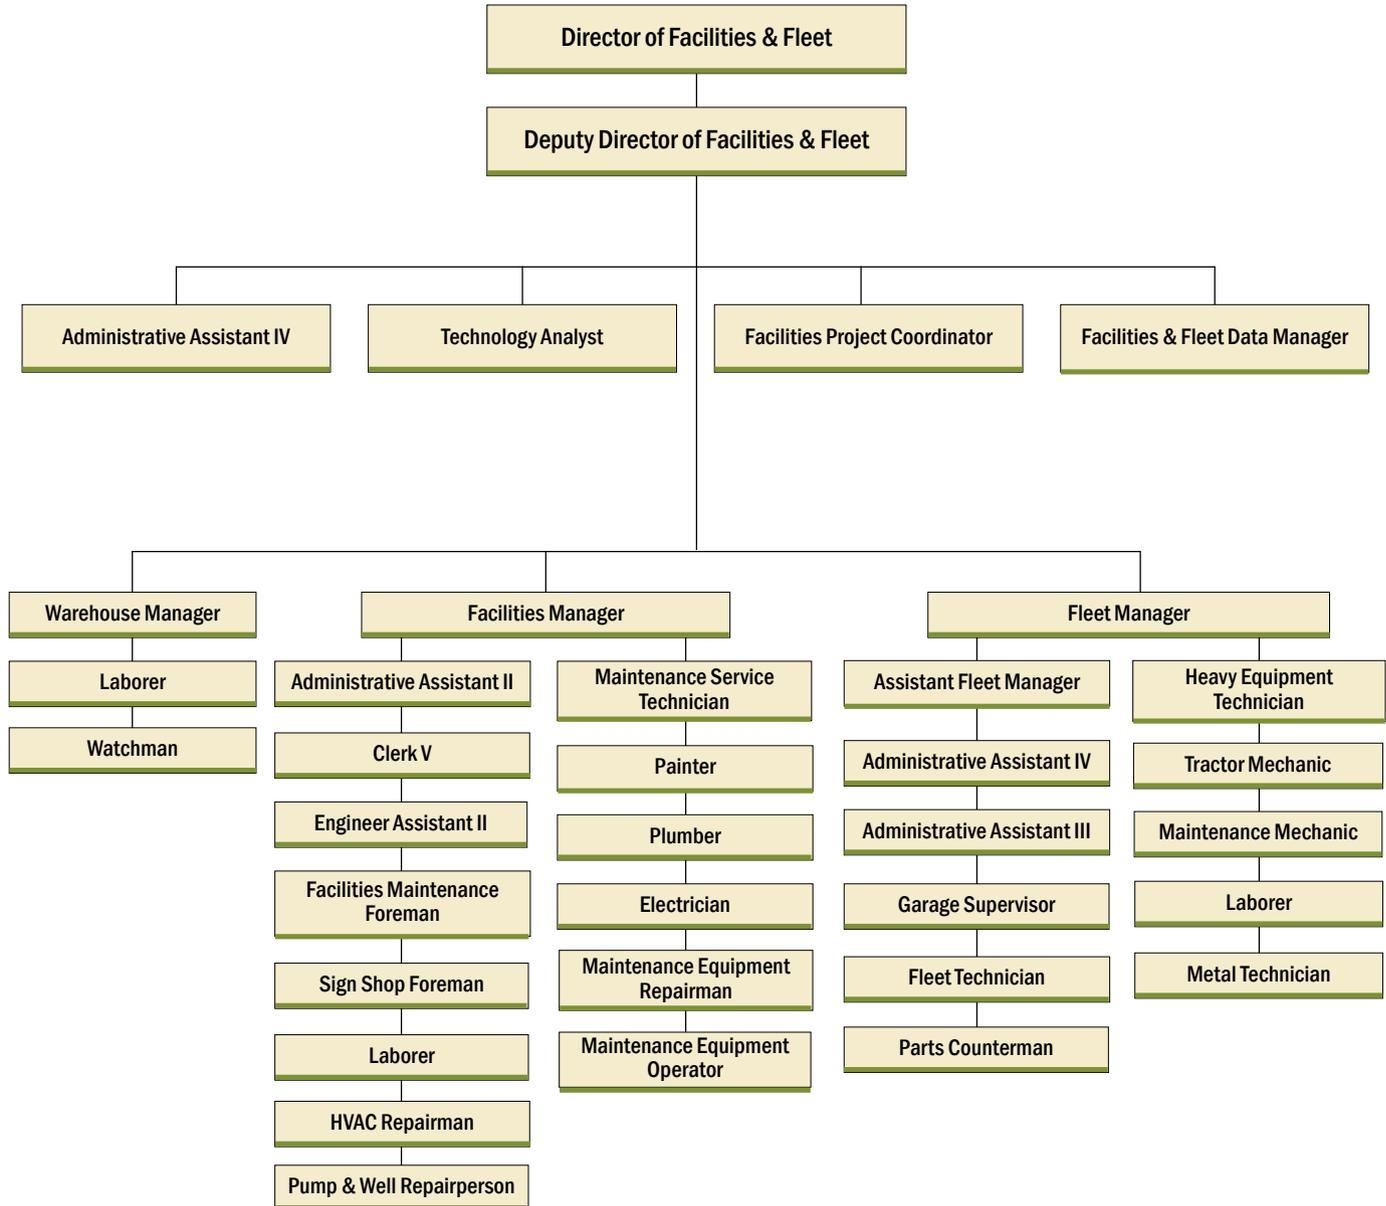 Director of Facilities & Fleet
Deputy Director of Facilities & Fleet
Administrative Assistant IV
Technology Analyst
Facilities Project Coordinator
Facilities & Fleet Data Manager
Warehouse Manager
Laborer
Watchman
Facilities Manager
Administrative Assistant II
Clerk V
Engineer Assistant II
Facilities Maintenance
Foreman
Sign Shop Foreman
Laborer
HVAC Repairman
Pump & Well Repairperson
Maintenance Service
Technician
Painter
Plumber
Electrician
Maintenance Equipment
Repairman
Maintenance Equipment
Operator
Fleet Manager
Assistant Fleet Manager
Administrative Assistant IV
Administrative Assistant III
Garage Supervisor
Fleet Technician
Parts Counterman
Heavy Equipment
Technician
Tractor Mechanic
Maintenance Mechanic
Laborer
Metal Technician